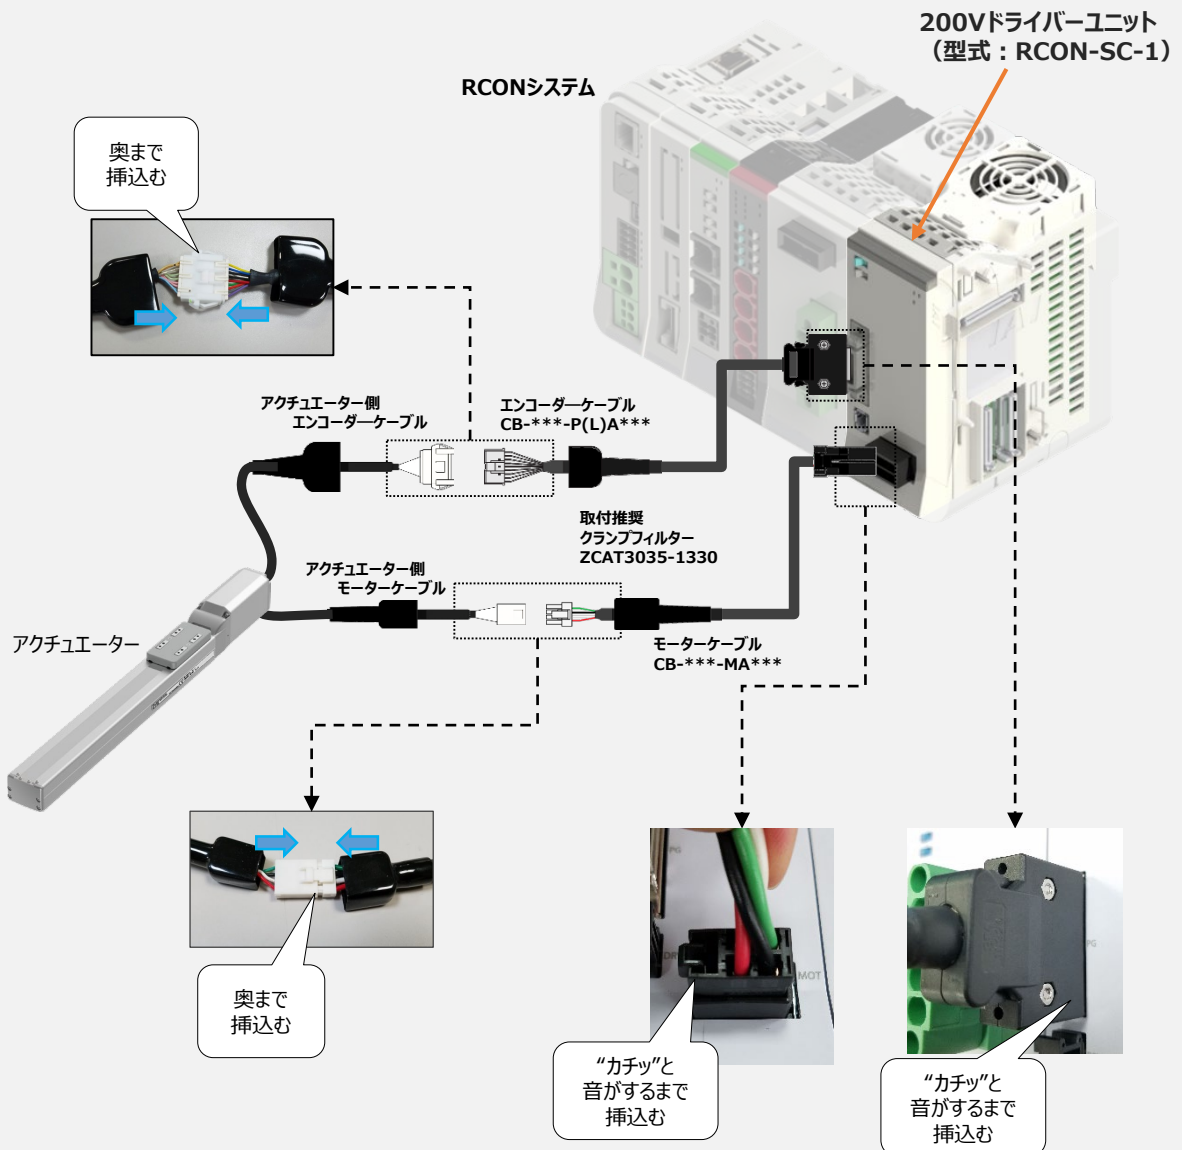 200Vドライバーユニット
（型式：RCON-SC-1）
RCONシステム
奥まで
挿込む
アクチュエーター側
エンコーダーケーブル
エンコーダーケーブル
CB-***-P(L)A***
取付推奨
クランプフィルター
ZCAT3035-1330
アクチュエーター側
モーターケーブル
アクチュエーター
モーターケーブル
CB-***-MA***
奥まで
挿込む
PG
MOT
“カチッ”と
音がするまで
挿込む
PG
“カチッ”と
音がするまで
挿込む